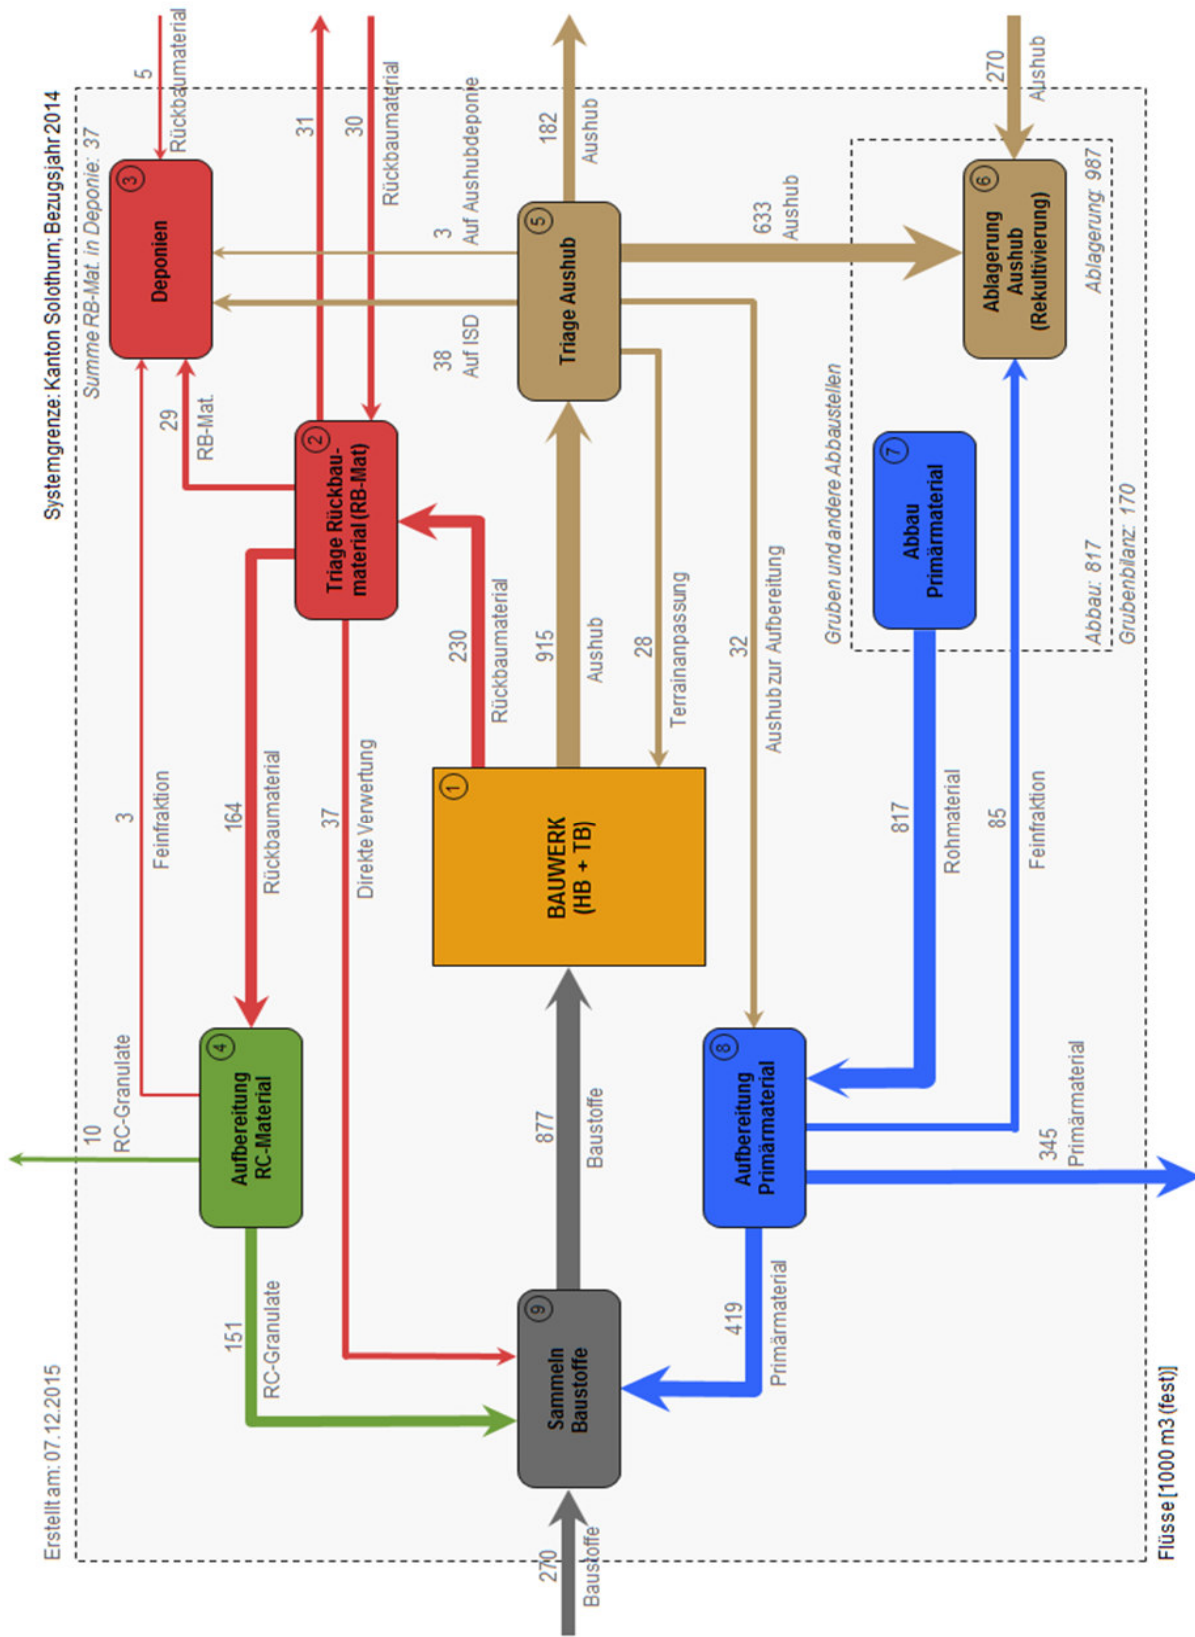 Erstellt am: 07.12.2015
Systemgrenze: Kanton Solothurn; Bezugsjahr 2014
Summe RB-Mat. in Deponie: 37
10
RC-Granulate
3
Feinfraktion
29
RB-Mat.
3
Deponien
5
Rückbaumaterial
4
Aufbereitung
RC-Material
151
RC-Granulate
164
Rückbaumaterial
37
Direkte Verwertung
2
Triage Rückbau-
material (RB-Mat)
31
30
Rückbaumaterial
230
Rückbaumaterial
38
Auf ISD
3
Auf Aushubdeponie
270
Baustoffe
9
Sammeln
Baustoffe
877
Baustoffe
1
BAUWERK
(HB + TB)
915
Aushub
5
Triage Aushub
182
Aushub
28
Terrainanpassung
32
Aushub zur Aufbereitung
633
Aushub
419
Primärmaterial
8
Aufbereitung
Primärmaterial
817
Rohmaterial
85
Feinfraktion
345
Primärmaterial
Gruben und andere Abbaustellen
7
Abbau
Primärmaterial
6
Ablagerung
Aushub
(Rekultivierung)
270
Aushub
Abbau: 817
Ablagerung: 987
Grubenbilanz: 170
Flüsse [1000 m3 (fest)]